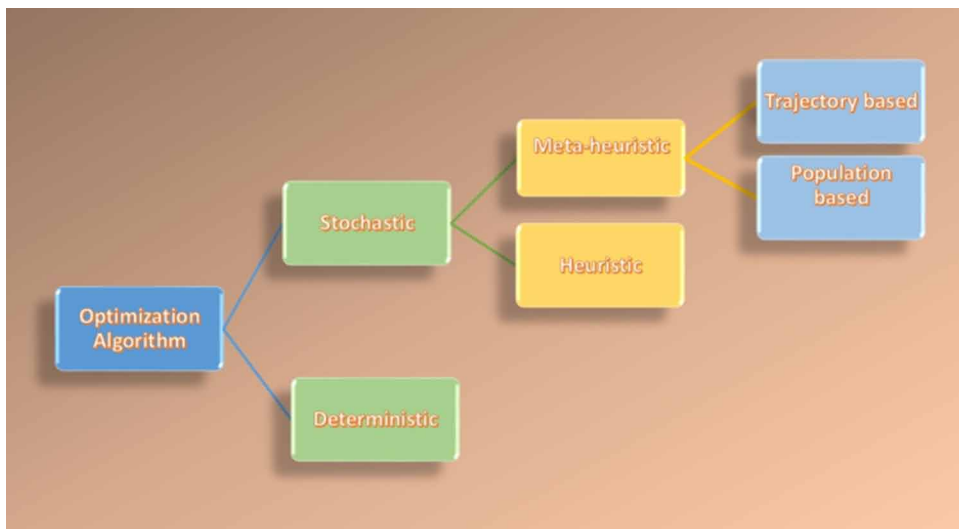 Trajectory based
Meta-heuristic
Population
based
Stochastic
Heuristic
Optimization
Algorithm
Deterministic